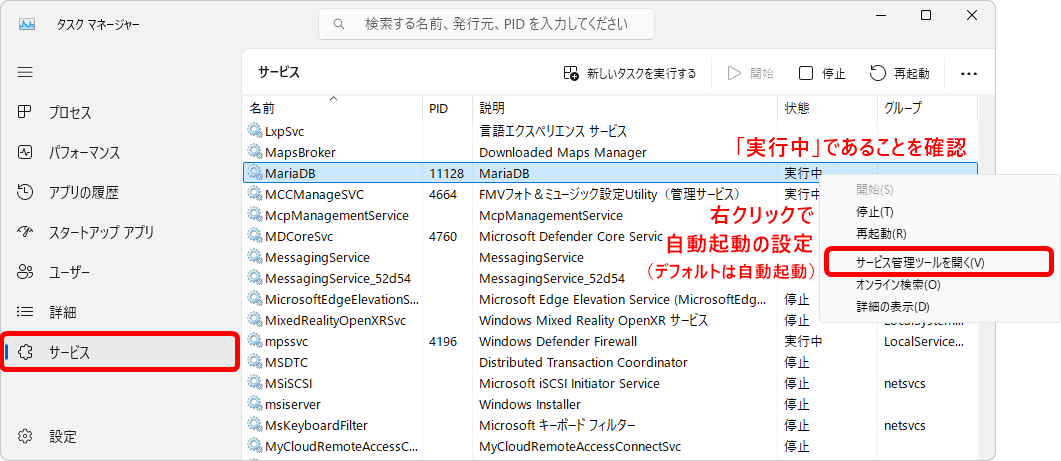 タスク マネージャー
検索する名前、発行元、PID を入力してください
プロセス
パフォーマンス
アプリの履歴
スタートアップ アプリ
ユーザー
詳細
サービス
設定
サービス
新しいタスクを実行する 開始 停止 再起動
名前 PID 説明 状態 グループ
LxpSvc 言語エクスペリエンス サービス
MapsBroker Downloaded Maps Manager
「実行中」であることを確認
MariaDB 11128 MariaDB 実行中
MCCManageSVC 4664 FMVフォト＆ミュージック設定Utility（管理サービス） 実行中
McpManagementService McpManagementService
MDCoreSvc 4760 Microsoft Defender Core Service
MessagingService MessagingService
MessagingService_52d54 MessagingService_52d54
MicrosoftEdgeElevationS... Microsoft Edge Elevation Service (MicrosoftEdg... 停止
MixedRealityOpenXRSvc Windows Mixed Reality OpenXR サービス 停止 LocalSystem...
mpssvc 4196 Windows Defender Firewall 実行中 LocalService...
MSDTC Distributed Transaction Coordinator 停止
MSiSCSI Microsoft iSCSI Initiator Service 停止 netsvcs
msiserver Windows Installer 停止
MsKeyboardFilter Microsoft キーボード フィルター 停止 netsvcs
MyCloudRemoteAccessC... MyCloudRemoteAccessConnectSvc 停止
右クリックで
自動起動の設定
（デフォルトは自動起動）
開始(S)
停止(T)
再起動(R)
サービス管理ツールを開く(V)
オンライン検索(O)
詳細の表示(D)